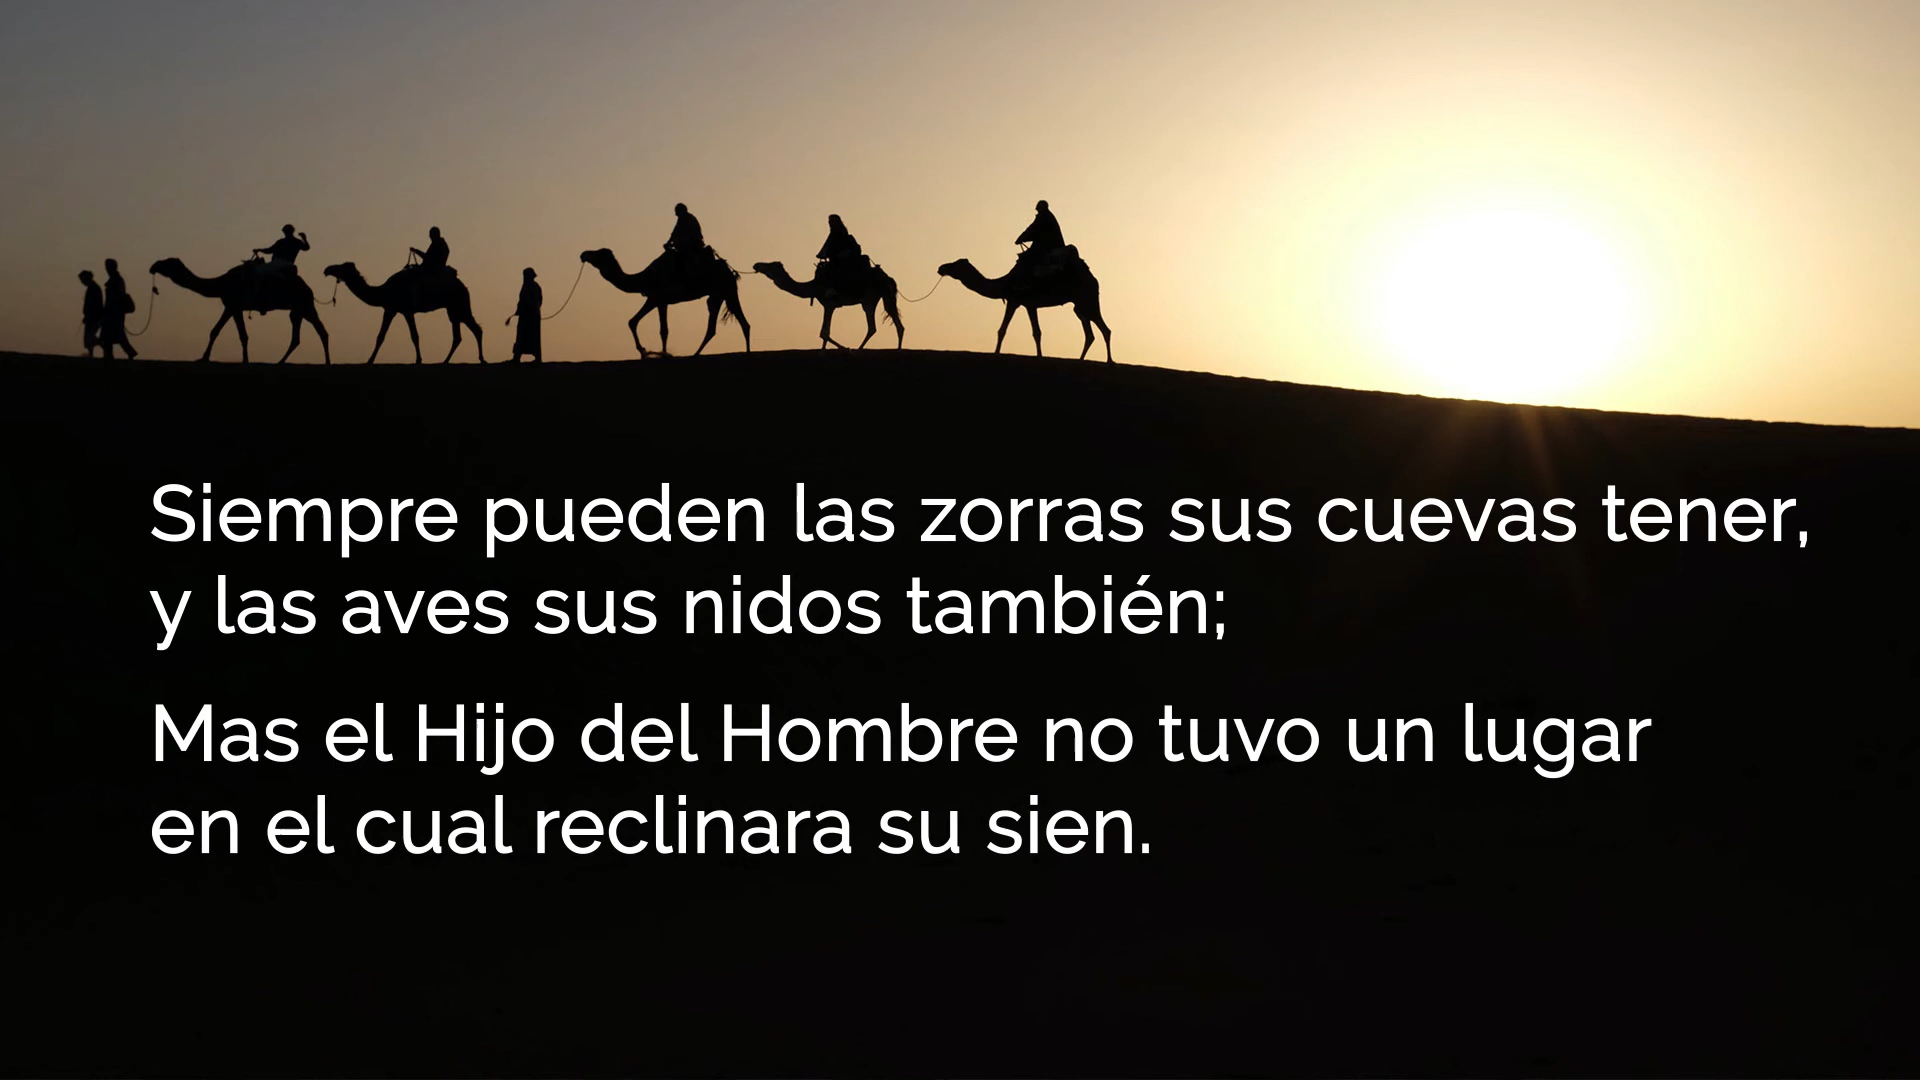 Siempre pueden las zorras sus cuevas tener,
y las aves sus nidos también;
Mas el Hijo del Hombre no tuvo un lugar
en el cual reclinara su sien.